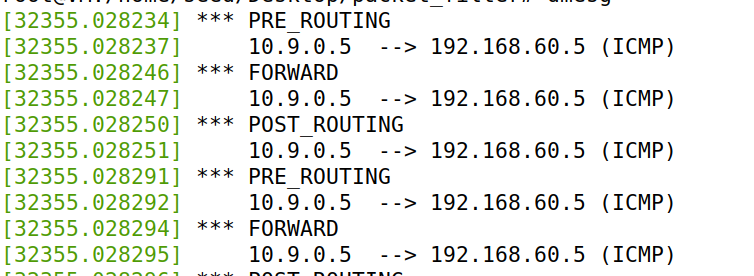 [32355.028234] *** PRE_ROUTING
[32355.028237]     10.9.0.5  --> 192.168.60.5 (ICMP)
[32355.028246] *** FORWARD
[32355.028247]     10.9.0.5  --> 192.168.60.5 (ICMP)
[32355.028250] *** POST_ROUTING
[32355.028251]     10.9.0.5  --> 192.168.60.5 (ICMP)
[32355.028291] *** PRE_ROUTING
[32355.028292]     10.9.0.5  --> 192.168.60.5 (ICMP)
[32355.028294] *** FORWARD
[32355.028295]     10.9.0.5  --> 192.168.60.5 (ICMP)